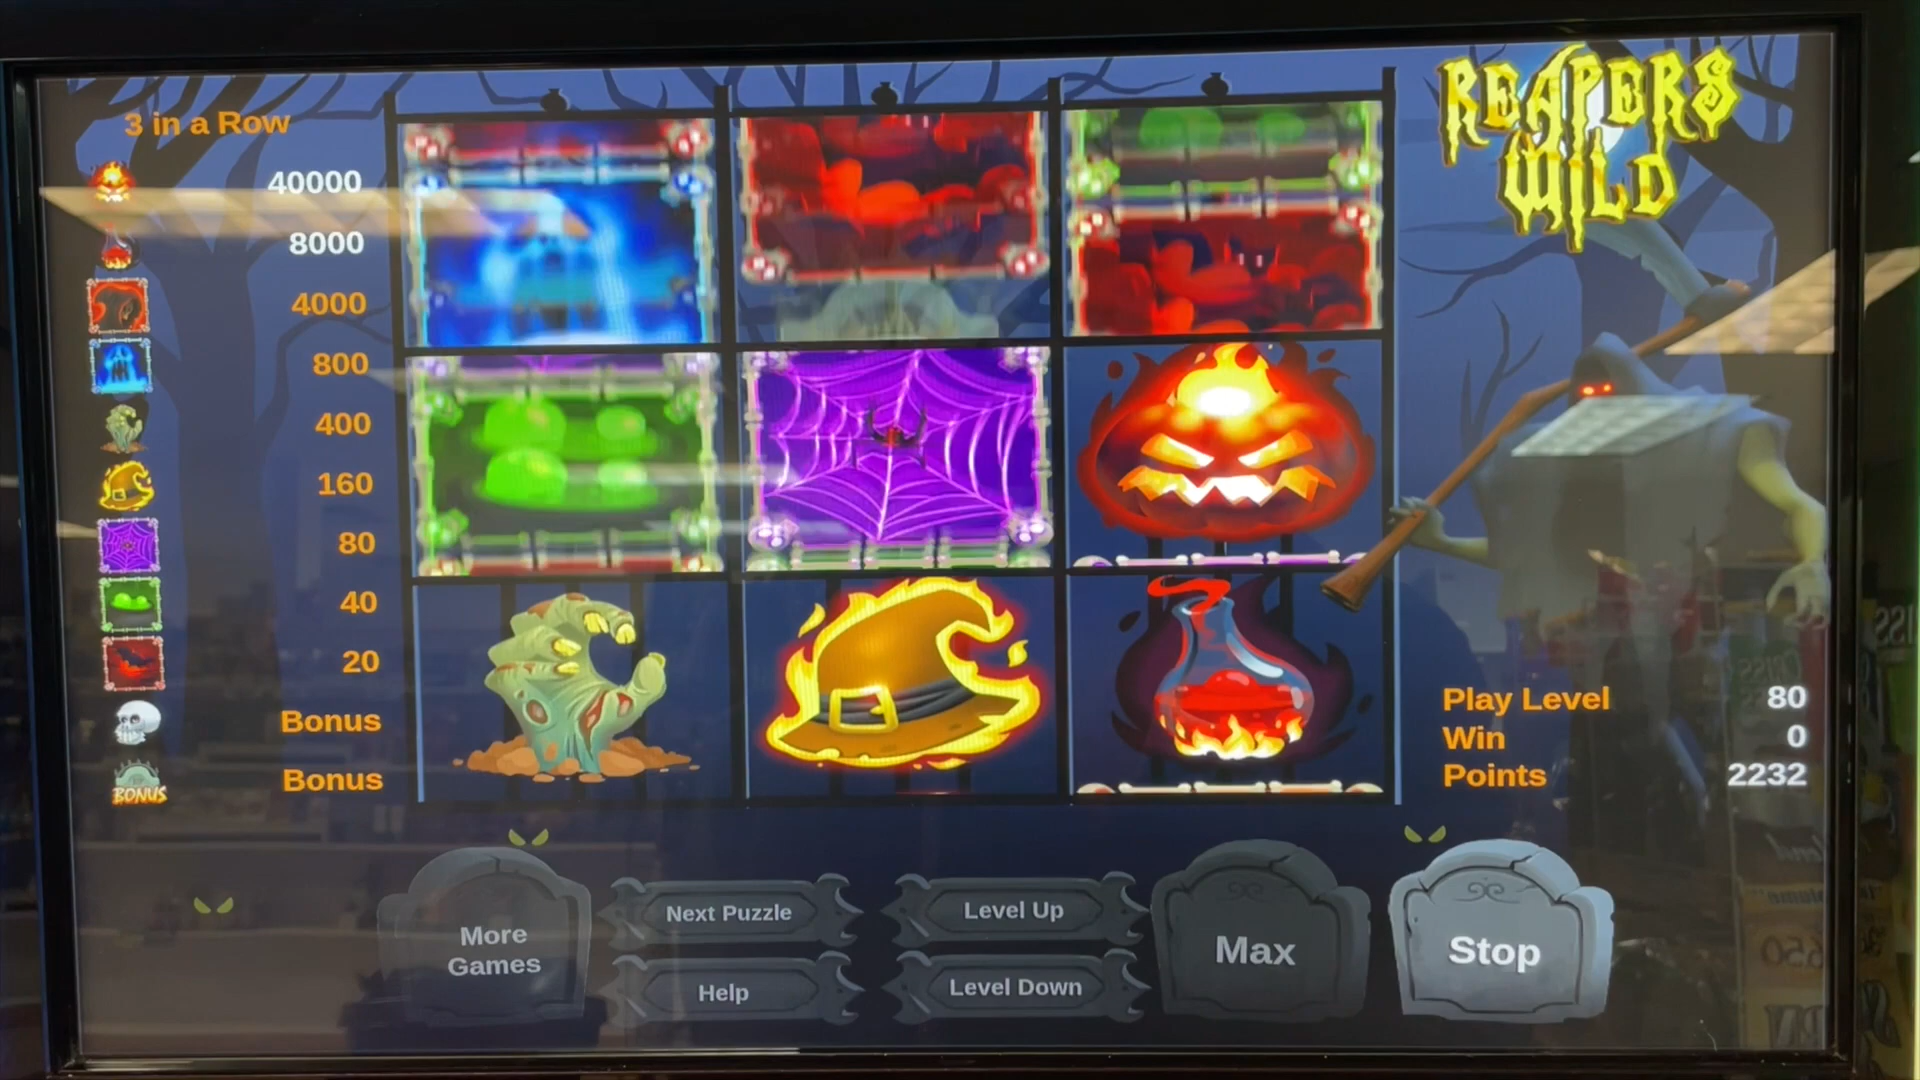 3 in a Row
40000
8000
4000
800
400
160
80
40
20
Bonus
BONUS Bonus
REAPERS
WILD
Play Level 80
Win 0
Points 2232
More
Games
Next Puzzle
Help
Level Up
Level Down
Max
Stop